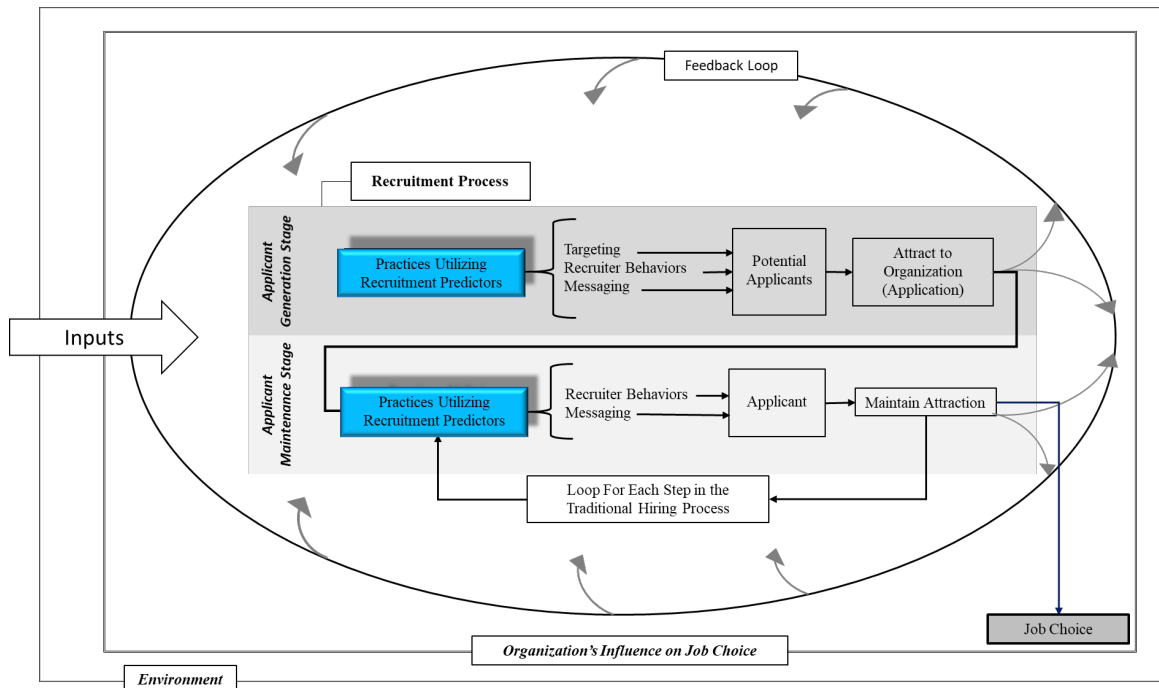 Feedback Loop
Recruitment Process
Applicant
Generation Stage
Practices Utilizing
Recruitment Predictors
Targeting
Recruiter Behaviors
Messaging
Potential
Applicants
Attract to
Organization
(Application)
Inputs
Applicant
Maintenance Stage
Practices Utilizing
Recruitment Predictors
Recruiter Behaviors
Messaging
Applicant
Maintain Attraction
Loop For Each Step in the
Traditional Hiring Process
Job Choice
Organization's Influence on Job Choice
Environment